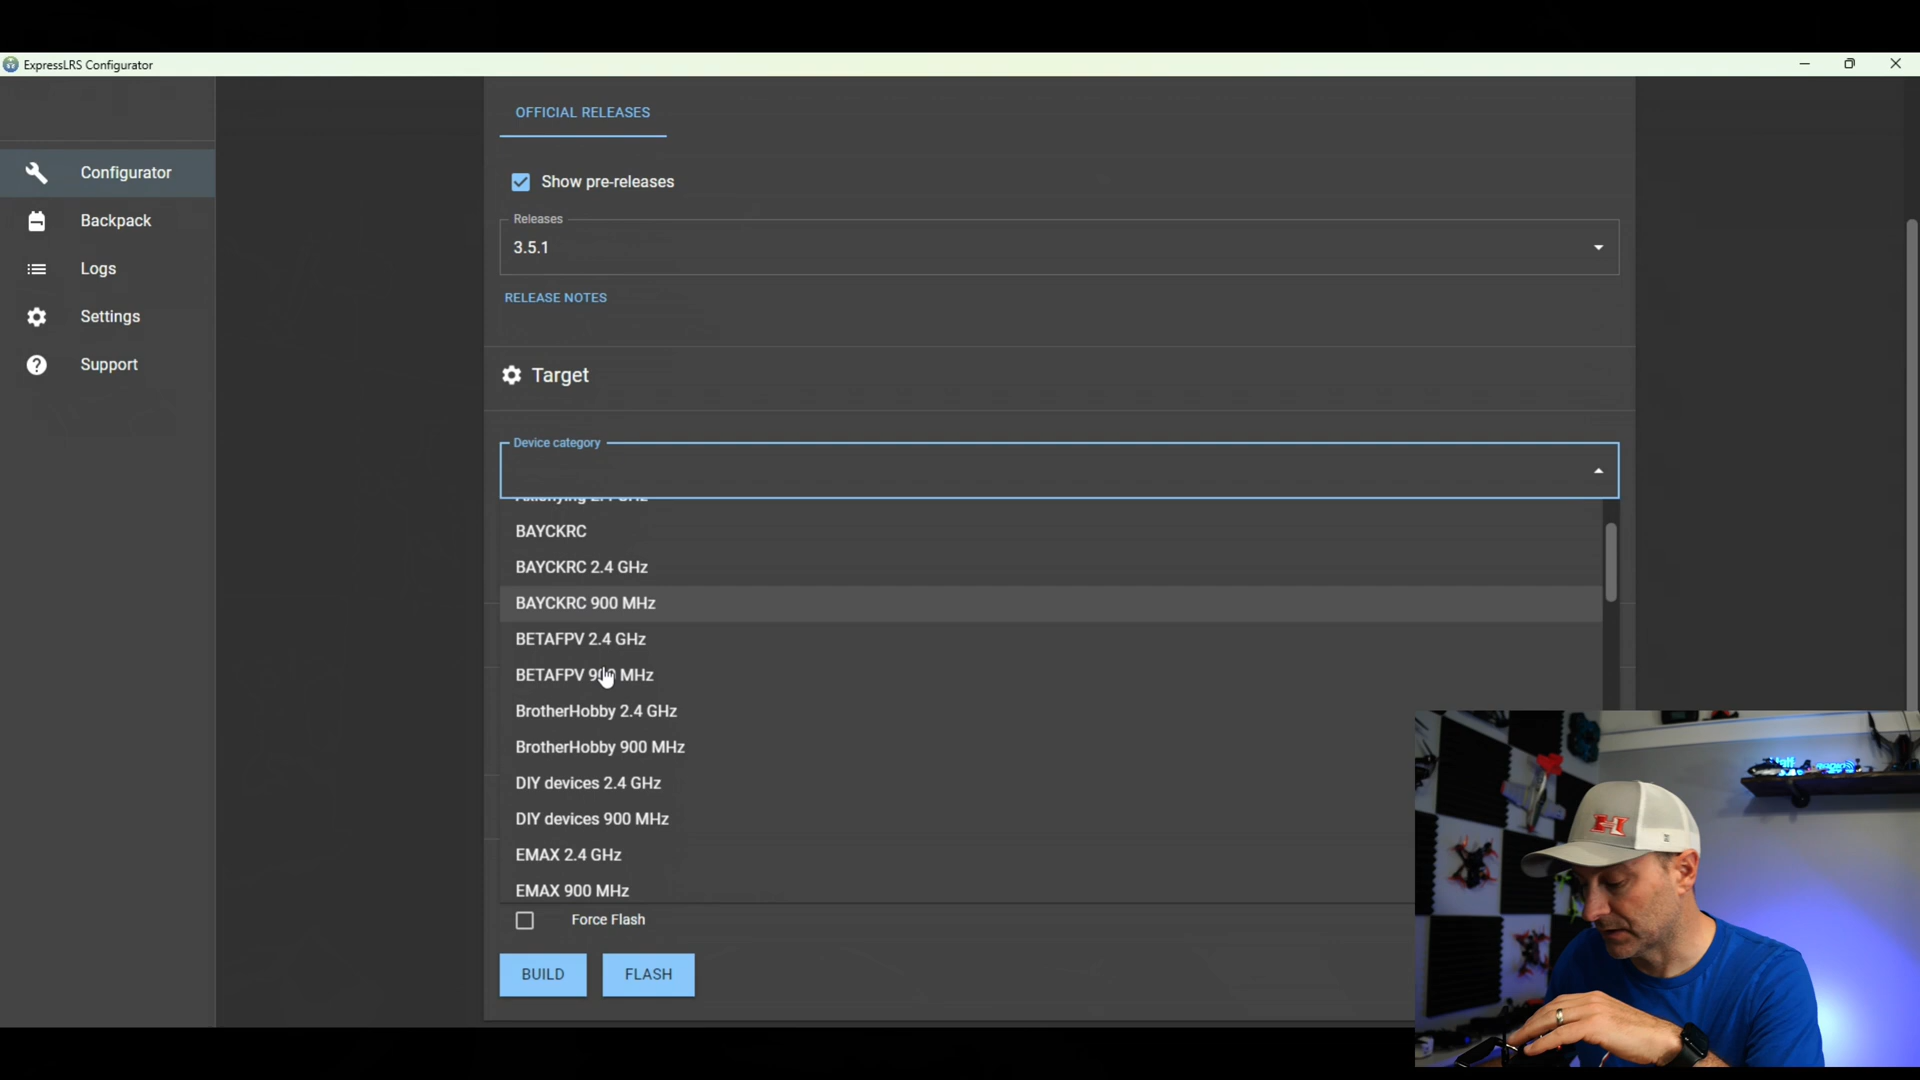 ExpressLRS Configurator
OFFICIAL RELEASES
Configurator
Show pre-releases
Backpack
Releases
3.5.1
Logs
RELEASE NOTES
Settings
Support
Target
Device category
BAYCKRC
BAYCKRC 2.4 GHz
BAYCKRC 900 MHz
BETAFPV 2.4 GHz
BETAFPV 900 MHz
BrotherHobby 2.4 GHz
BrotherHobby 900 MHz
DIY devices 2.4 GHz
DIY devices 900 MHz
EMAX 2.4 GHz
EMAX 900 MHz
Force Flash
BUILD
FLASH
H